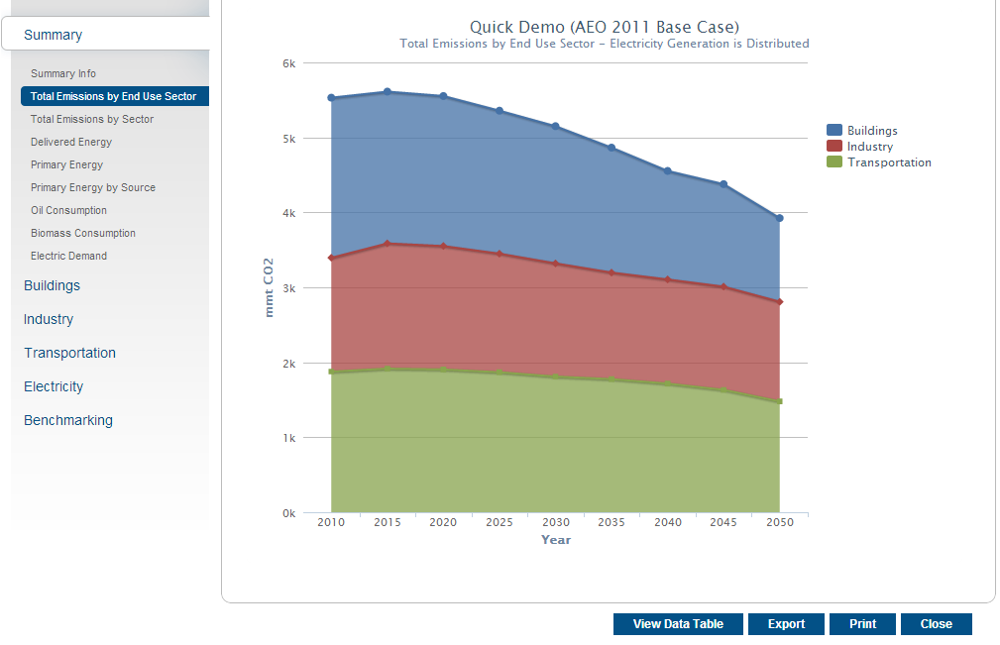 Summary
Summary Info
Total Emissions by End Use Sector
Total Emissions by Sector
Delivered Energy
Primary Energy
Primary Energy by Source
Oil Consumption
Biomass Consumption
Electric Demand
Buildings
Industry
Transportation
Electricity
Benchmarking
Quick Demo (AEO 2011 Base Case)
Total Emissions by End Use Sector - Electricity Generation is Distributed
mmt CO2
6k
5k
4k
3k
2k
1k
0k
2010 2015 2020 2025 2030 2035 2040 2045 2050
Year
Buildings
Industry
Transportation
View Data Table Export Print Close